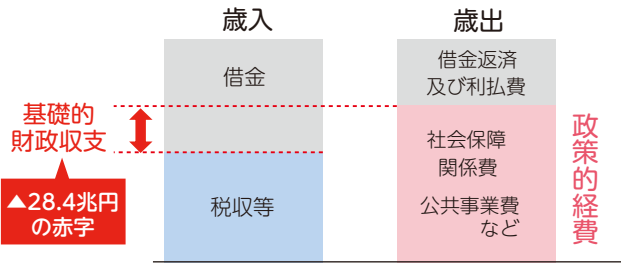 歳入
歳出
借金
借金返済
及び利払費
基礎的
財政収支
▲28.4兆円
の赤字
税収等
社会保障
関係費
公共事業費
など
政策的経費